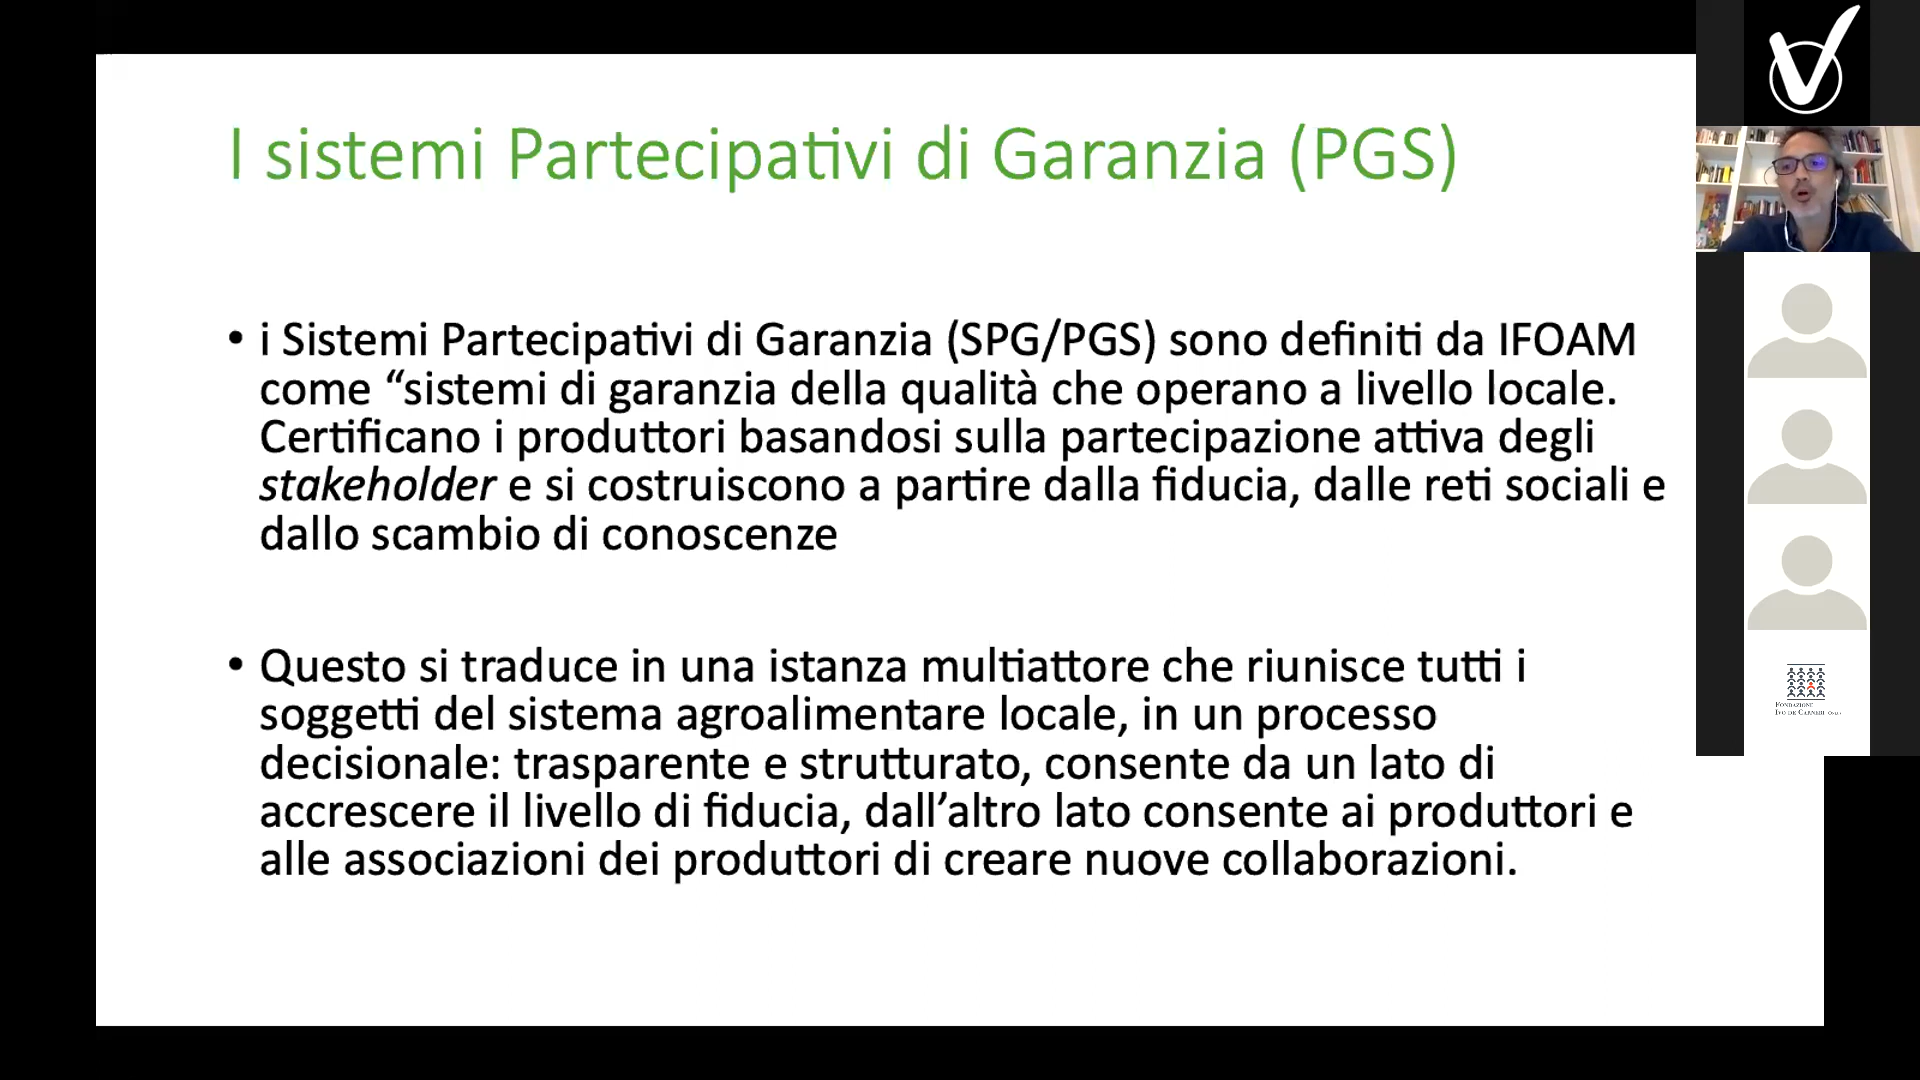 I sistemi Partecipativi di Garanzia (PGS)
• i Sistemi Partecipativi di Garanzia (SPG/PGS) sono definiti da IFOAM
come “sistemi di garanzia della qualità che operano a livello locale.
Certificano i produttori basandosi sulla partecipazione attiva degli
stakeholder e si costruiscono a partire dalla fiducia, dalle reti sociali e
dallo scambio di conoscenze
• Questo si traduce in una istanza multiattore che riunisce tutti i
soggetti del sistema agroalimentare locale, in un processo
decisionale: trasparente e strutturato, consente da un lato di
accrescere il livello di fiducia, dall’altro lato consente ai produttori e
alle associazioni dei produttori di creare nuove collaborazioni.
FONDAZIONE
IVO DE CARNERI